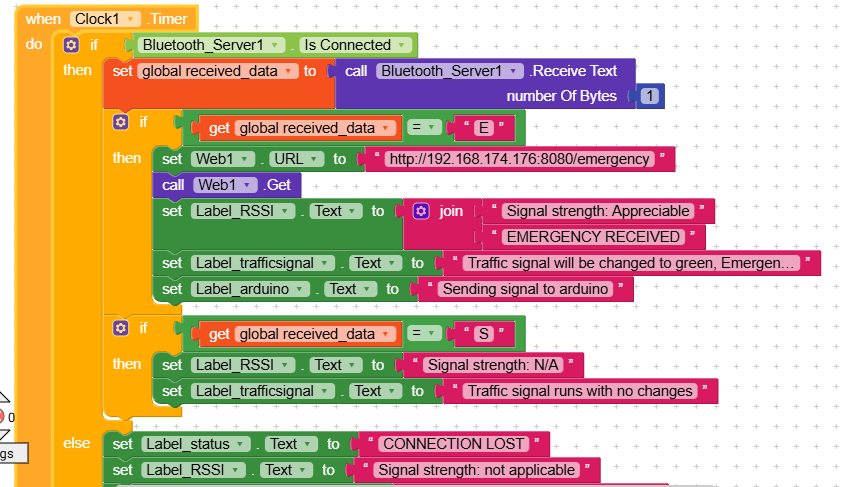 when Clock1 .Timer
do if Bluetooth_Server1 . Is Connected
then set global received_data to call Bluetooth_Server1 .Receive Text
number Of Bytes 1
if get global received_data = " E "
then set Web1 . URL to " http://192.168.174.176:8080/emergency "
call Web1 .Get
set Label_RSSI . Text to join " Signal strength: Appreciable "
" EMERGENCY RECEIVED "
set Label_trafficsignal . Text to " Traffic signal will be changed to green, Emergen... "
set Label_arduino . Text to " Sending signal to arduino "
if get global received_data = " S "
then set Label_RSSI . Text to " Signal strength: N/A "
set Label_trafficsignal . Text to " Traffic signal runs with no changes "
0
else set Label_status . Text to " CONNECTION LOST "
gs
set Label_RSSI . Text to " Signal strength: not applicable "